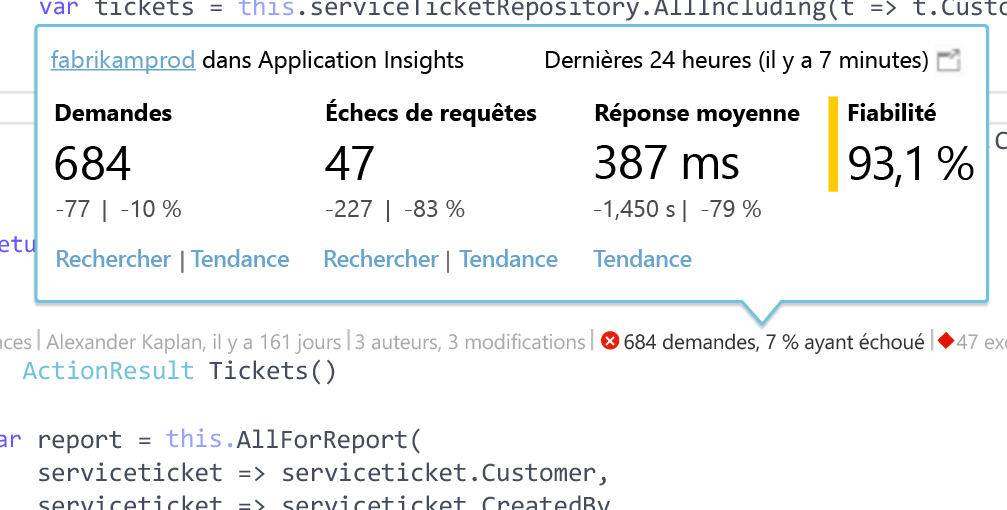 var tickets = this.serviceTicketRepository.AllIncluding(t => t.Custo
fabrikamprod dans Application Insights Dernières 24 heures (il y a 7 minutes)
Demandes Échecs de requêtes Réponse moyenne Fiabilité
684 47 387 ms 93,1 %
-77 | -10 % -227 | -83 % -1,450 s | -79 %
Rechercher | Tendance Rechercher | Tendance Tendance
nces | Alexander Kaplan, il y a 161 jours | 3 auteurs, 3 modifications | 684 demandes, 7 % ayant échoué | 47 exc
ActionResult Tickets()
ar report = this.AllForReport(
serviceticket => serviceticket.Customer,
serviceticket => serviceticket.CreatedBy